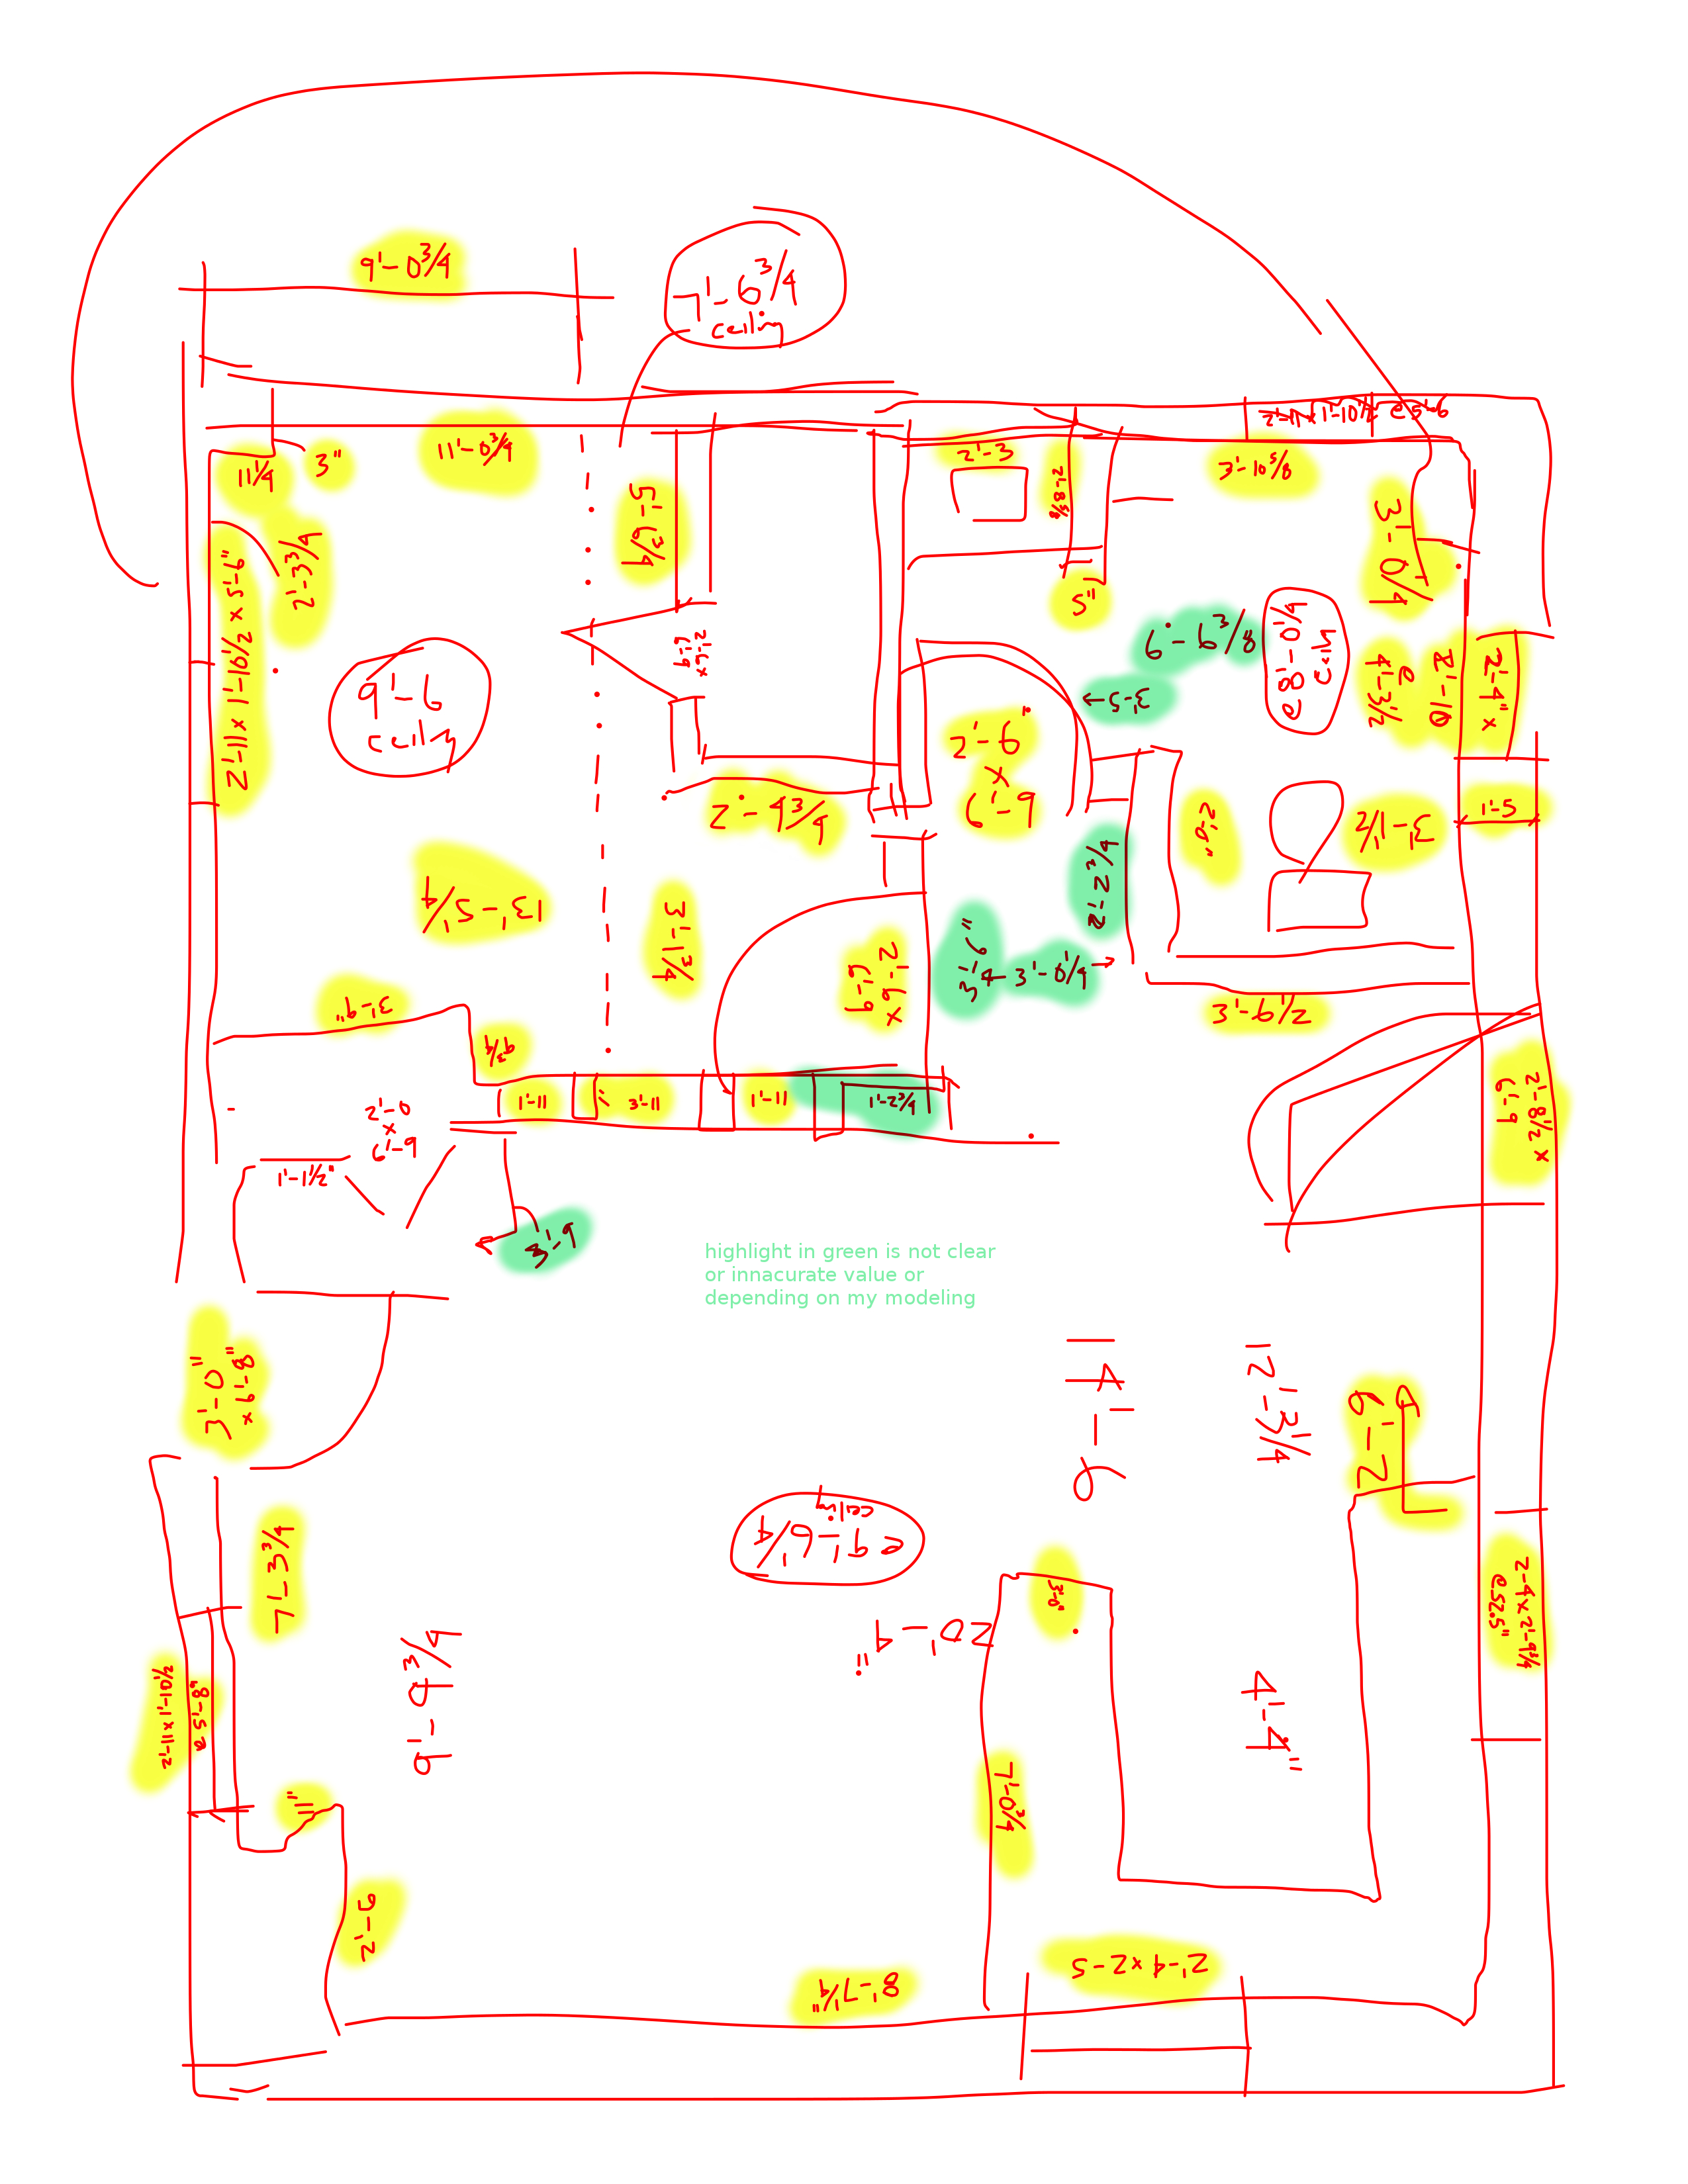 9'-0 3/4
7'-6 3/4
ceiling
2'-11 x 1'-10 1/2 @ 5'-6
11 1/4
3"
11'-0 3/4
2'-3
2'-8 5/8
3'-10 5/8
2'-3 3/4
5'-6 3/4
3'-0 1/4
5"
2'-11 x 1'-10 1/2 x 5'-6"
6'-6 3/8
@ 8'-0 1/4
Ceiling
2'-6 x
6'-9
3'-5
9'-6
ceiling
2'-6"
x
6'-9
2'-4" x
2'-10
@
4'-3 1/2
2'-4 3/4
2'-0"
3'-1 1/2
1'-5
2'-2 3/4
13'-5 1/4
3'-1 3/4
2'-6 x
6'-9
3'-6"
3'-0 1/4
3'-9"
3'-9 1/2
9 3/4
1'-11
1'
3'-11
1'-11
1'-2 3/4
2'-0
x
6'-9
1'-1 1/2"
2'-8 1/2 x
6'-9
3'-9
highlight in green is not clear
or innacurate value or
depending on my modeling
3'-0"
x 6'-8"
14'-6
12'-3 1/4
6'-2
7'-3 3/4
@ 9'-6 1/4
ceiling
2'-4 x 2'-9 3/4
@ 52.5"
3'-0"
20'-4"
9'-9 3/4
2'-11 x 1'-10 1/2
@ 5'-8"
4'-4"
11"
7'-0 3/4
2'-9
8'-7 1/4"
2'-4 x 2-5